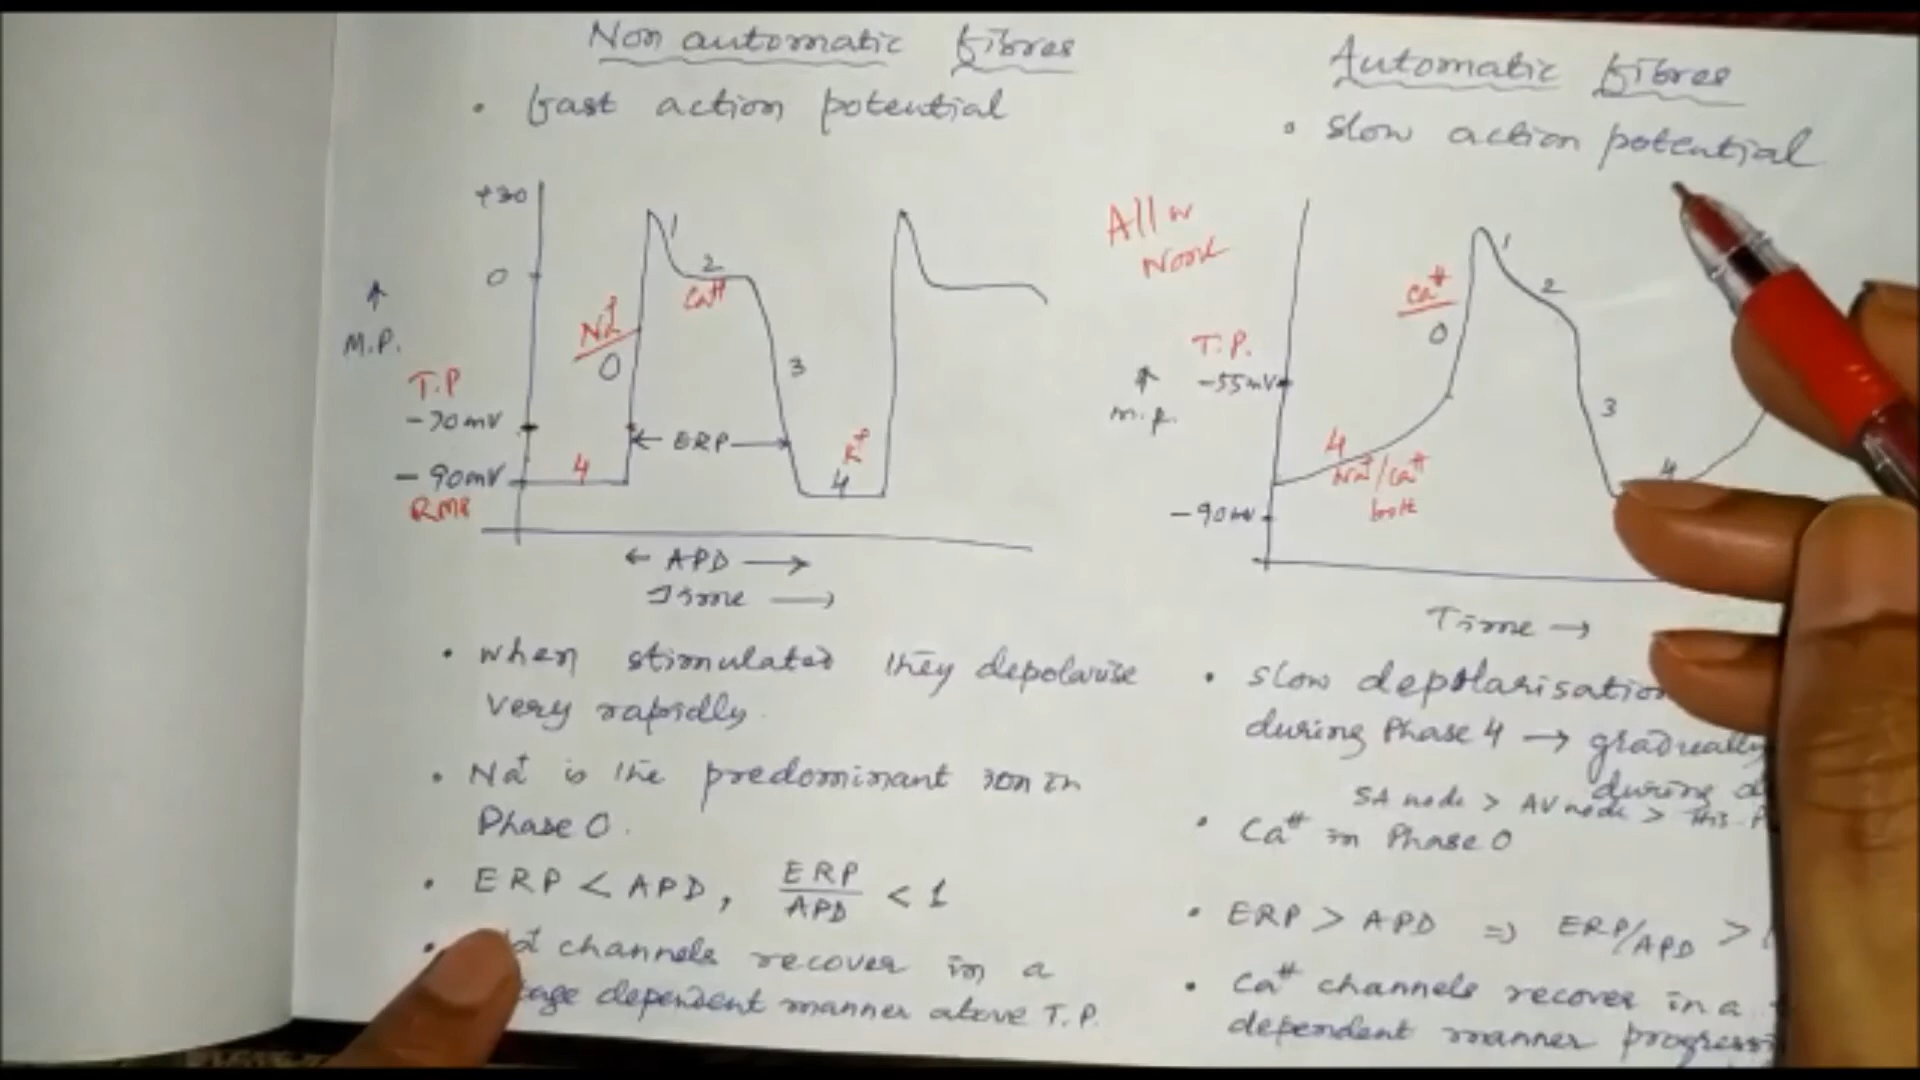 Non automatic fibres
• fast action potential
+30
0
↑
M.P.
T.P
-70mV
-90mV
RMP
Na+
0
1
2
Ca++
3
4
← ERP →
K+
4
← APD →
Time →
• when stimulated they depolarise
very rapidly.
• Na+ is the predominant ion in
Phase 0.
• ERP < APD, ERP/APD < 1
channels recover in a
dependent manner above T.P.
Automatic fibres
• slow action potential
T.P.
-55mV
↑
M.P.
-90mV
Ca++
0
1
2
3
4
Na+/Ca++
both
4
Time →
• slow depolarisation
during Phase 4 → gradually
during
SA node > AV node > His
• Ca++ in Phase 0
• ERP > APD ⇒ ERP/APD >
• Ca++ channels recover in a
dependent manner